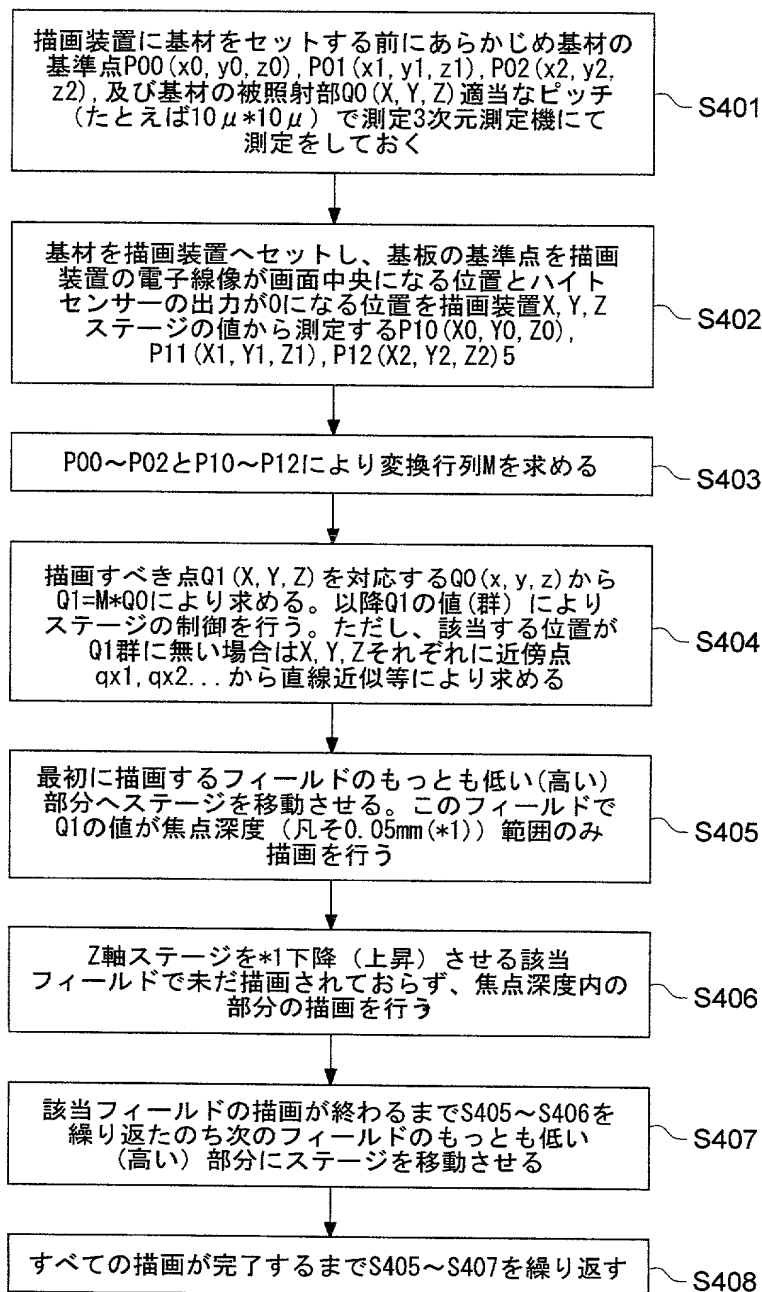 描画装置に基材をセットする前にあらかじめ基材の
基準点P00(x0,y0,z0),P01(x1,y1,z1),P02(x2,y2,
z2),及び基材の被照射部Q0(X,Y,Z)適当なピッチ
(たとえば10μ*10μ)で測定3次元測定機にて
測定をしておく
S401
基材を描画装置へセットし、基板の基準点を描画
装置の電子線像が画面中央になる位置とハイト
センサーの出力が0になる位置を描画装置X,Y,Z
ステージの値から測定するP10(X0,Y0,Z0),
P11(X1,Y1,Z1),P12(X2,Y2,Z2)5
S402
P00～P02とP10～P12により変換行列Mを求める
S403
描画すべき点Q1(X,Y,Z)を対応するQ0(x,y,z)から
Q1=M*Q0により求める。以降Q1の値(群)により
ステージの制御を行う。ただし、該当する位置が
Q1群に無い場合はX,Y,Zそれぞれに近傍点
qx1,qx2...から直線近似等により求める
S404
最初に描画するフィールドのもっとも低い(高い)
部分へステージを移動させる。このフィールドで
Q1の値が焦点深度(凡そ0.05mm(*1))範囲のみ
描画を行う
S405
Z軸ステージを*1下降(上昇)させる該当
フィールドで未だ描画されておらず、焦点深度内の
部分の描画を行う
S406
該当フィールドの描画が終わるまでS405～S406を
繰り返たのち次のフィールドのもっとも低い
(高い)部分にステージを移動させる
S407
すべての描画が完了するまでS405～S407を繰り返す
S408